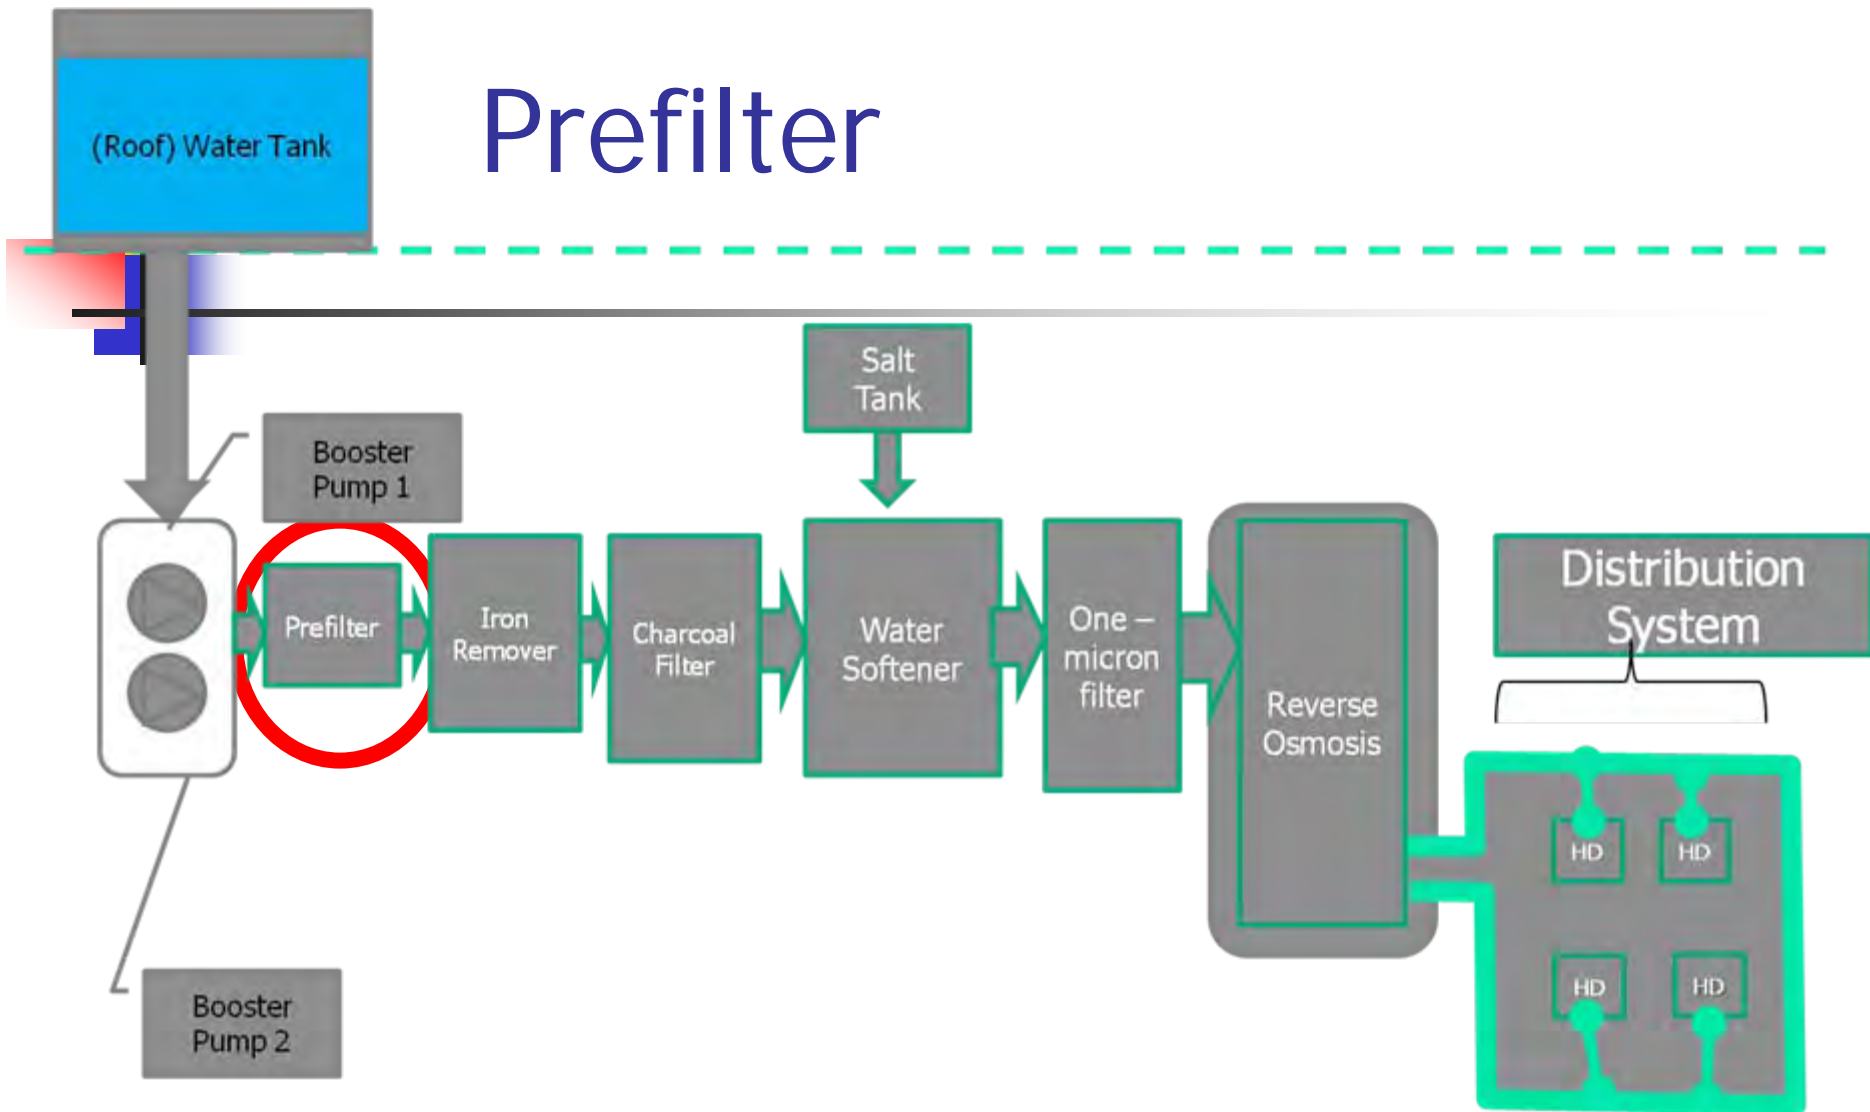 (Roof) Water Tank
Prefilter
Salt
Tank
Booster
Pump 1
Prefilter
Iron
Remover
Charcoal
Filter
Water
Softener
One –
micron
filter
Reverse
Osmosis
Distribution
System
HD
HD
HD
HD
Booster
Pump 2